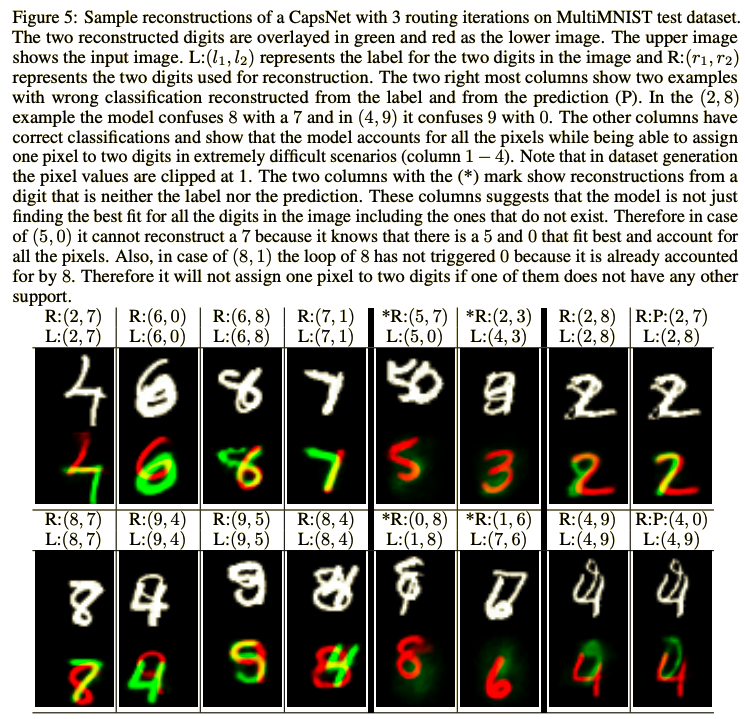 Figure 5: Sample reconstructions of a CapsNet with 3 routing iterations on MultiMNIST test dataset.
The two reconstructed digits are overlayed in green and red as the lower image. The upper image
shows the input image. L:(l₁, l₂) represents the label for the two digits in the image and R:(r₁, r₂)
represents the two digits used for reconstruction. The two right most columns show two examples
with wrong classification reconstructed from the label and from the prediction (P). In the (2, 8)
example the model confuses 8 with a 7 and in (4, 9) it confuses 9 with 0. The other columns have
correct classifications and show that the model accounts for all the pixels while being able to assign
one pixel to two digits in extremely difficult scenarios (column 1 − 4). Note that in dataset generation
the pixel values are clipped at 1. The two columns with the (*) mark show reconstructions from a
digit that is neither the label nor the prediction. These columns suggests that the model is not just
finding the best fit for all the digits in the image including the ones that do not exist. Therefore in case
of (5, 0) it cannot reconstruct a 7 because it knows that there is a 5 and 0 that fit best and account for
all the pixels. Also, in case of (8, 1) the loop of 8 has not triggered 0 because it is already accounted
for by 8. Therefore it will not assign one pixel to two digits if one of them does not have any other
support.
R:(2, 7) R:(6, 0) R:(6, 8) R:(7, 1) *R:(5, 7) *R:(2, 3) R:(2, 8) R:P:(2, 7)
L:(2, 7) L:(6, 0) L:(6, 8) L:(7, 1) L:(5, 0) L:(4, 3) L:(2, 8) L:(2, 8)
R:(8, 7) R:(9, 4) R:(9, 5) R:(8, 4) *R:(0, 8) *R:(1, 6) R:(4, 9) R:P:(4, 0)
L:(8, 7) L:(9, 4) L:(9, 5) L:(8, 4) L:(1, 8) L:(7, 6) L:(4, 9) L:(4, 9)